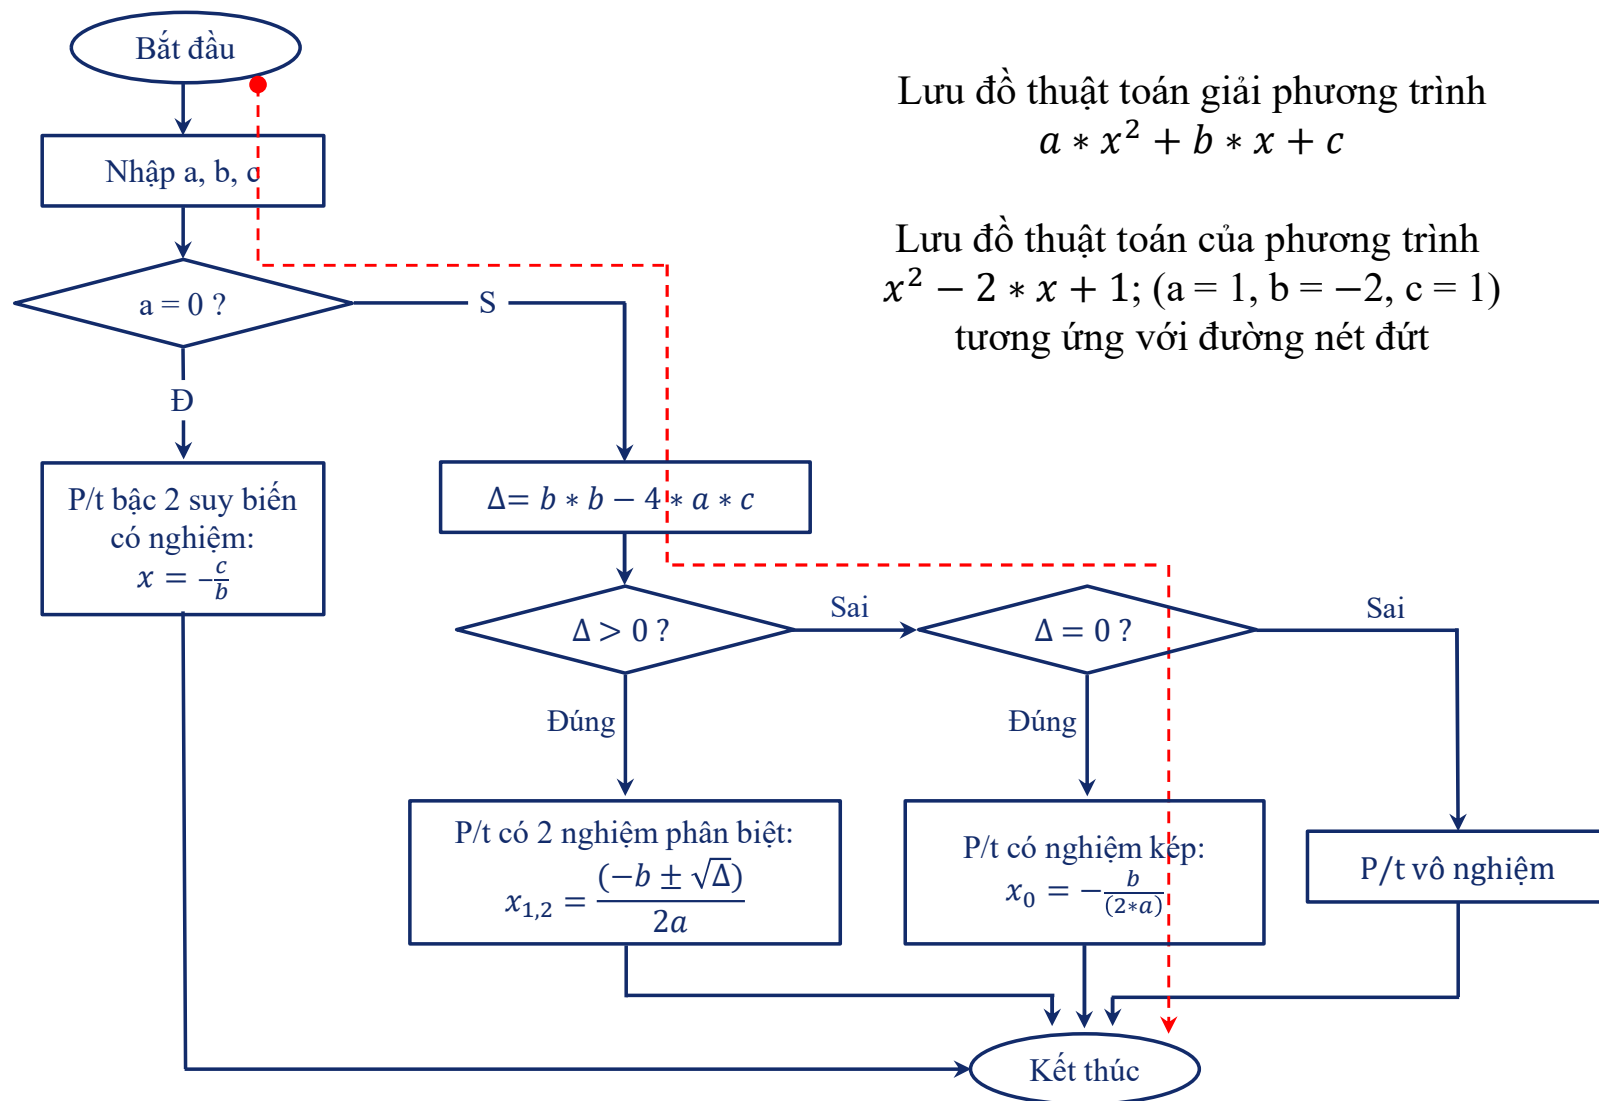 Bắt đầu
Lưu đồ thuật toán giải phương trình
a ∗ x² + b ∗ x + c
Nhập a, b, c
Lưu đồ thuật toán của phương trình
x² − 2 ∗ x + 1; (a = 1, b = −2, c = 1)
tương ứng với đường nét đứt
a = 0 ?
S
Đ
P/t bậc 2 suy biến
có nghiệm:
x = −c/b
Δ= b ∗ b − 4 ∗ a ∗ c
Δ > 0 ?
Sai
Δ = 0 ?
Sai
Đúng
Đúng
P/t có 2 nghiệm phân biệt:
x₁,₂ = (−b ± √Δ)/2a
P/t có nghiệm kép:
x₀ = −b/(2∗a)
P/t vô nghiệm
Kết thúc